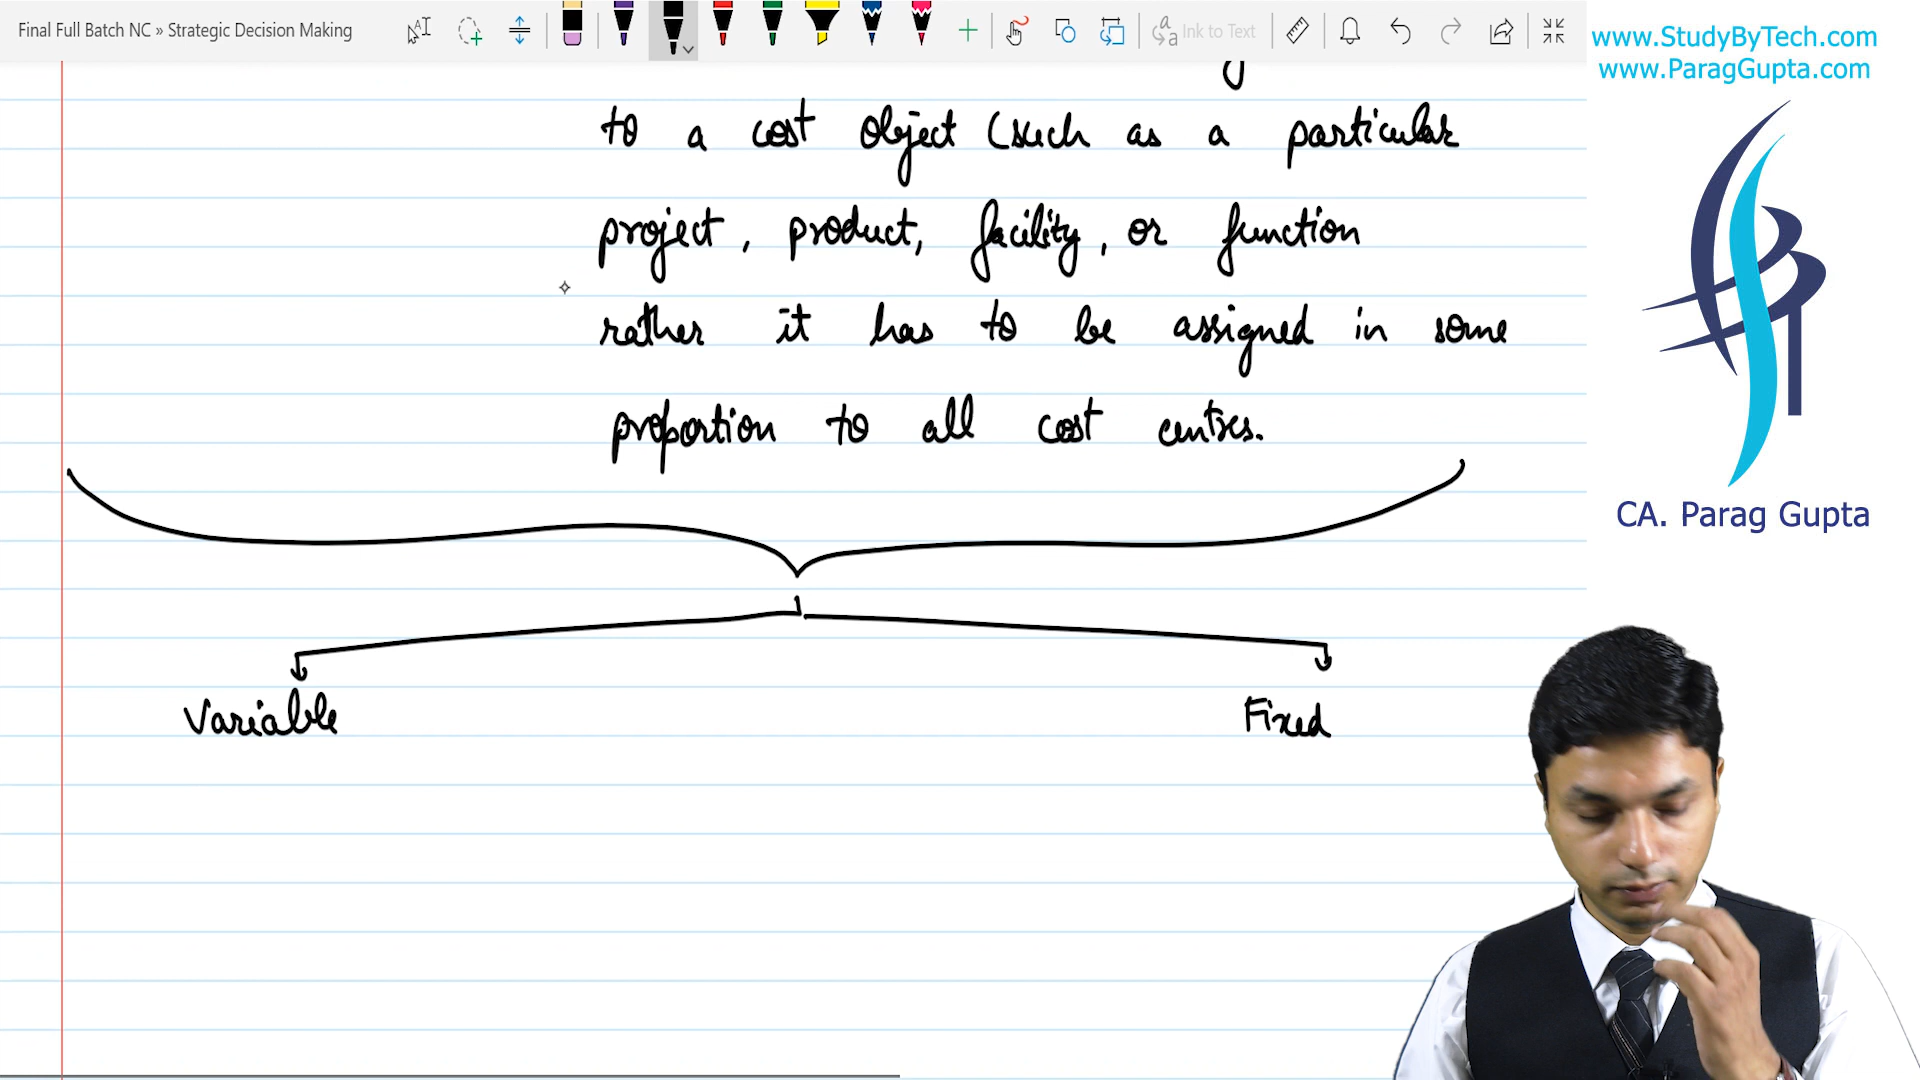 Final Full Batch NC » Strategic Decision Making
Ink to Text
www.StudyByTech.com
www.ParagGupta.com
to a cost object (such as a particular
project, product, facility, or function
rather it has to be assigned in some
proportion to all cost centres.
CA. Parag Gupta
Variable
Fixed